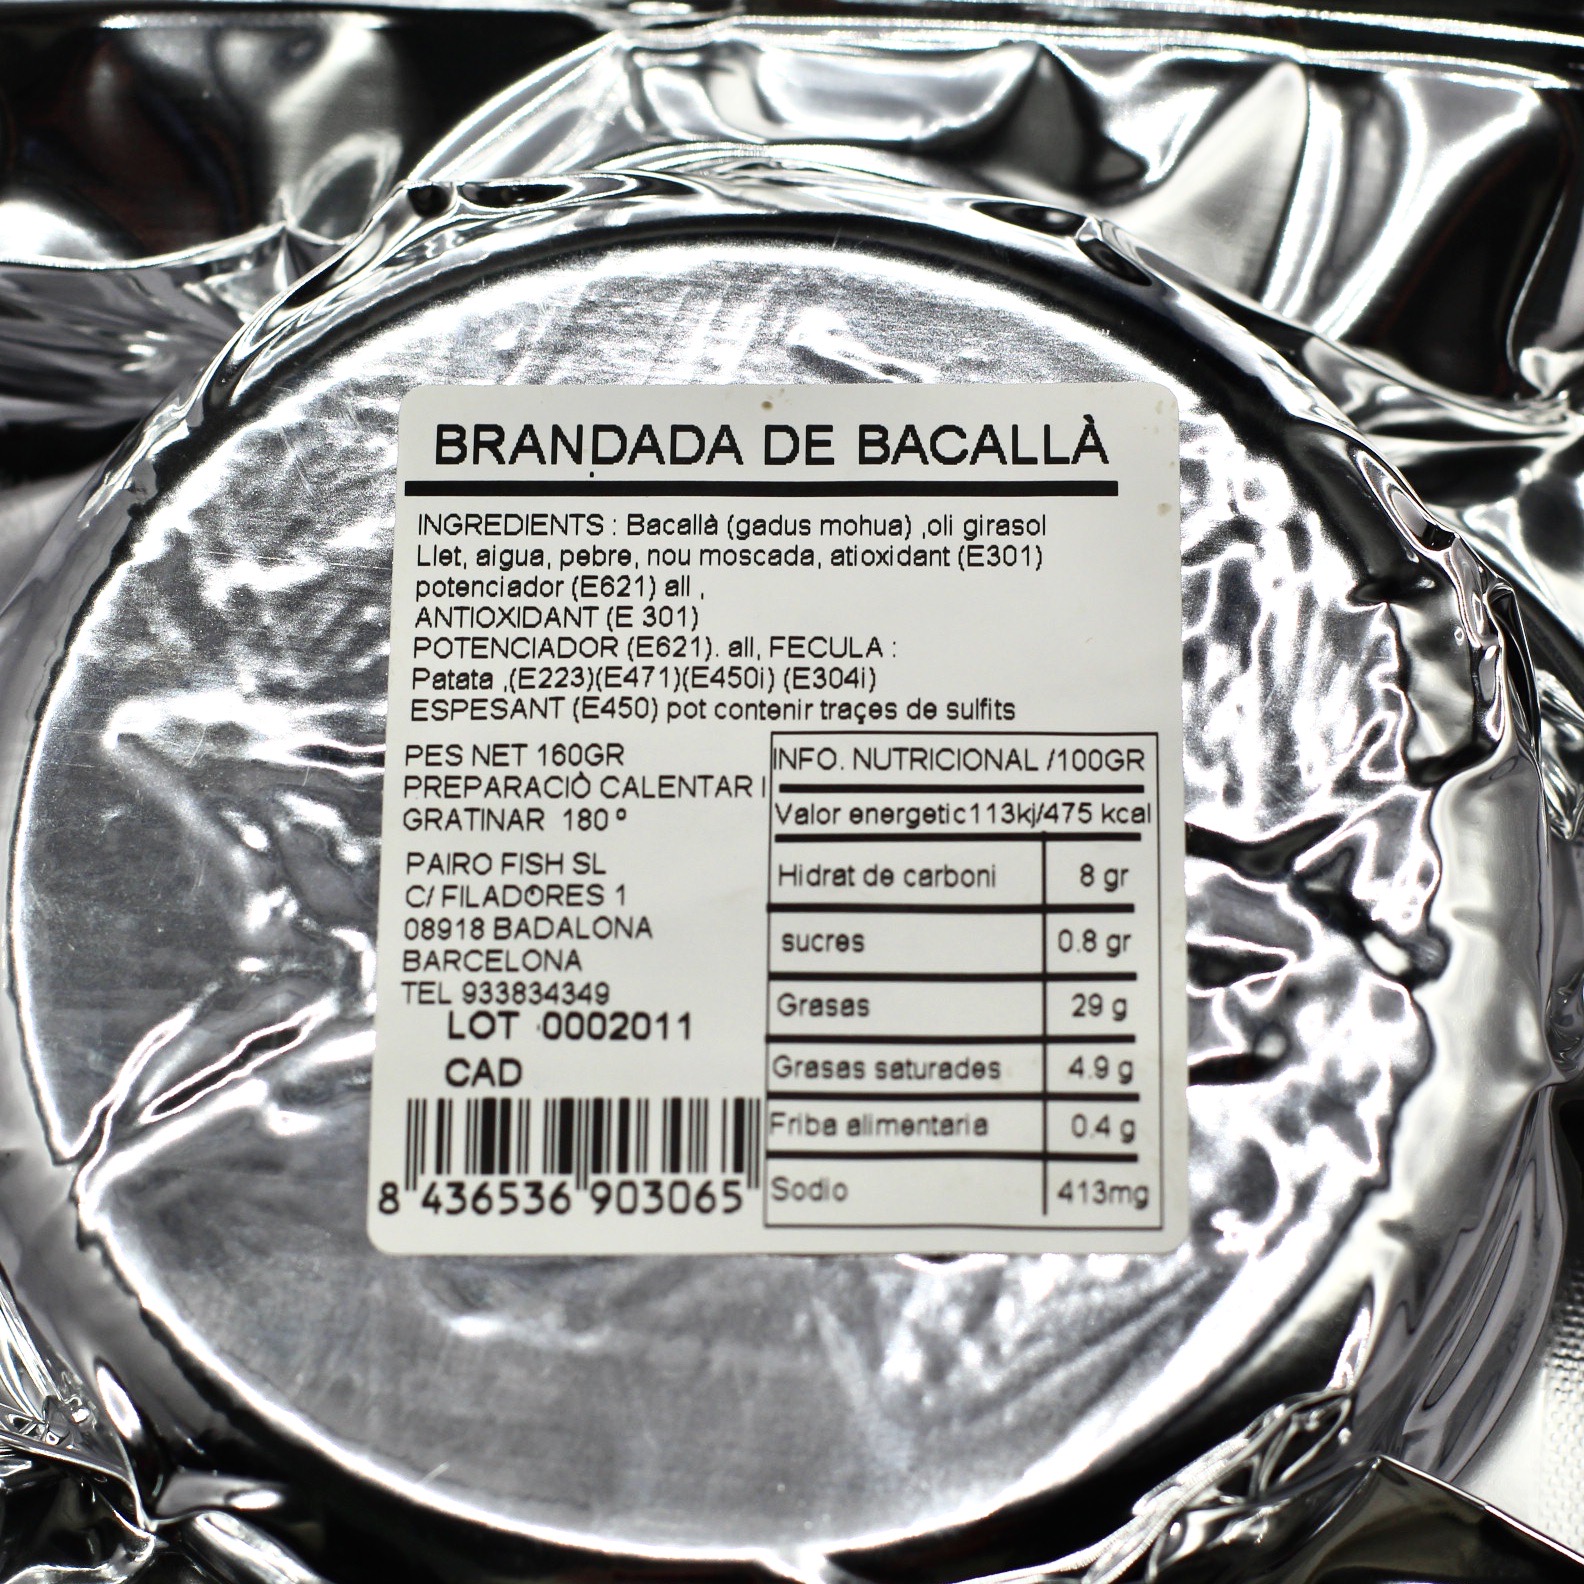 BRANDADA DE BACALLÀ
INGREDIENTS : Bacallà (gadus mohua) ,oli girasol
Llet, aigua, pebre, nou moscada, atioxidant (E301)
potenciador (E621) all ,
ANTIOXIDANT (E 301)
POTENCIADOR (E621). all, FECULA :
Patata ,(E223)(E471)(E450i) (E304i)
ESPESANT (E450) pot contenir traçes de sulfits
PES NET 160GR
PREPARACIÒ CALENTAR I
GRATINAR 180º
PAIRO FISH SL
C/ FILADORES 1
08918 BADALONA
BARCELONA
TEL 933834349
LOT 0002011
CAD
8 436536 903065
INFO. NUTRICIONAL /100GR
Valor energetic113kj/475 kcal
Hidrat de carboni 8 gr
sucres 0.8 gr
Grasas 29 g
Grasas saturades 4.9 g
Friba alimentaria 0.4 g
Sodio 413mg